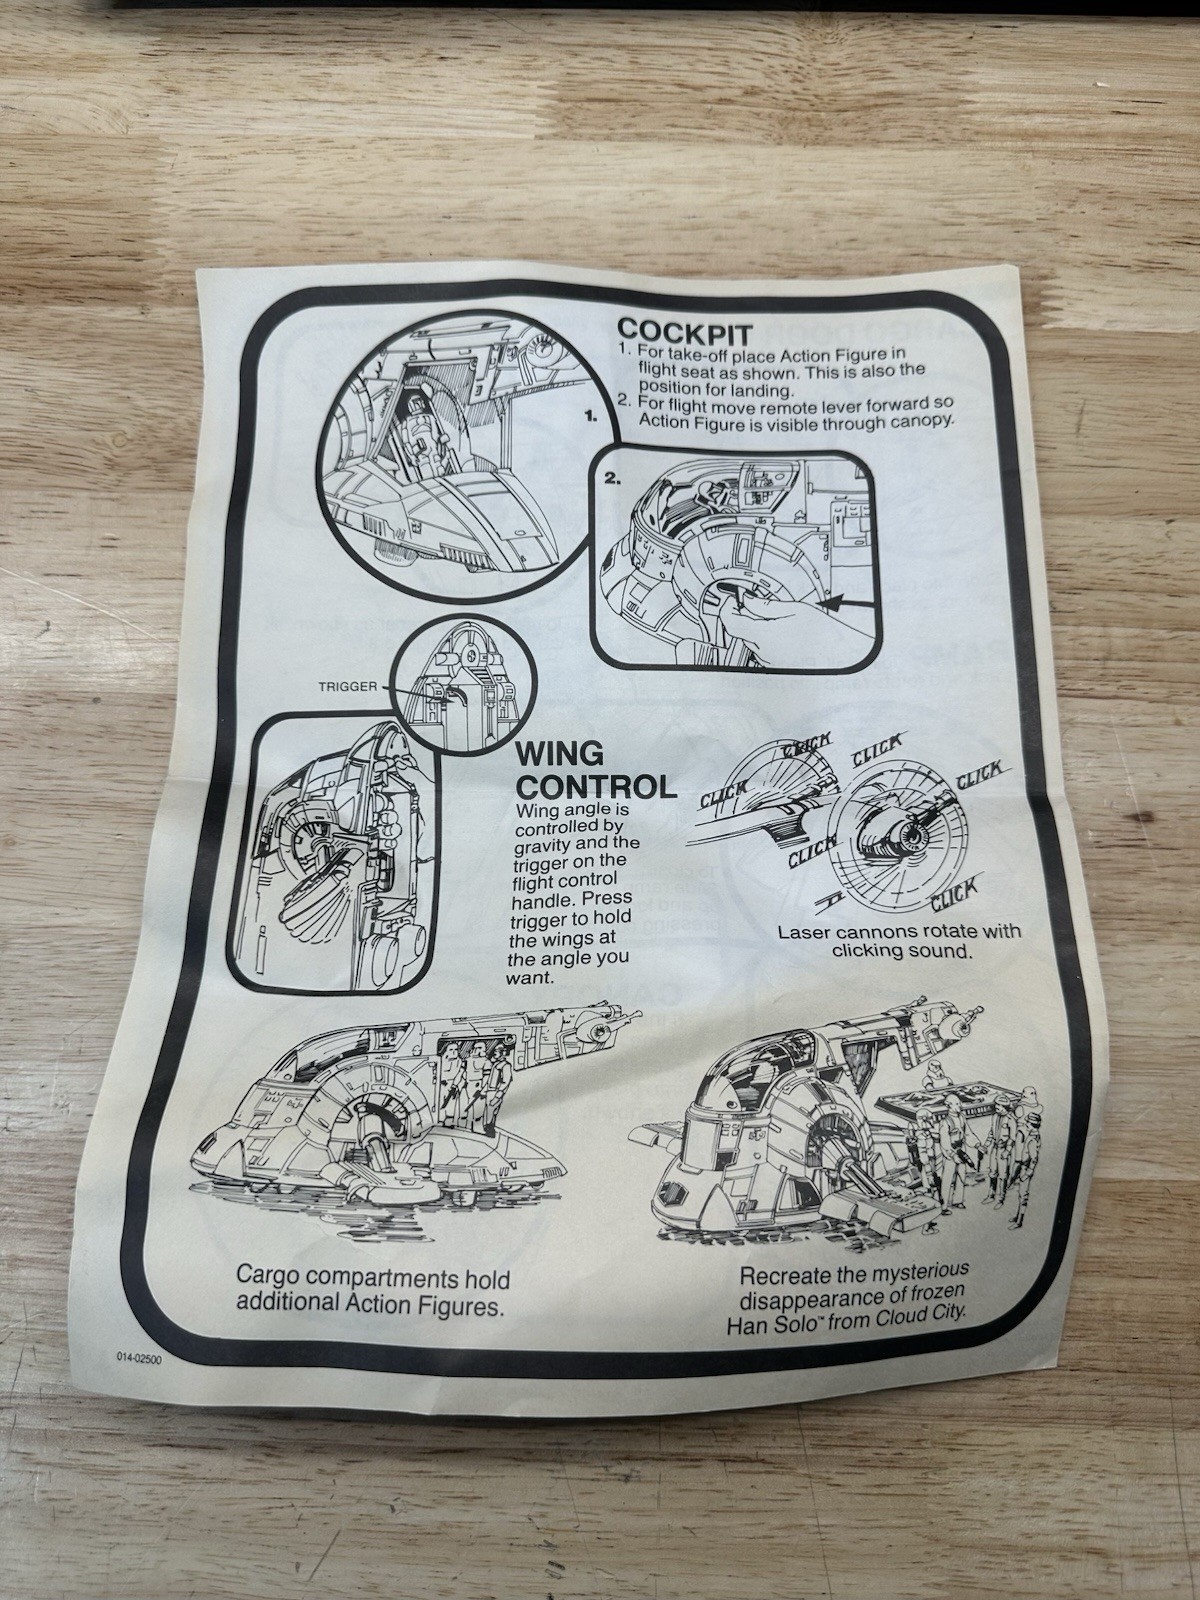 COCKPIT
1. For take-off place Action Figure in
flight seat as shown. This is also the
position for landing.
2. For flight move remote lever forward so
Action Figure is visible through canopy.
1.
2.
TRIGGER
WING
CONTROL
Wing angle is
controlled by
gravity and the
trigger on the
flight control
handle. Press
trigger to hold
the wings at
the angle you
want.
CLICK
CLICK
CLICK
CLICK
CLICK
CLICK
Laser cannons rotate with
clicking sound.
Cargo compartments hold
additional Action Figures.
Recreate the mysterious
disappearance of frozen
Han Solo™ from Cloud City.
014-02500